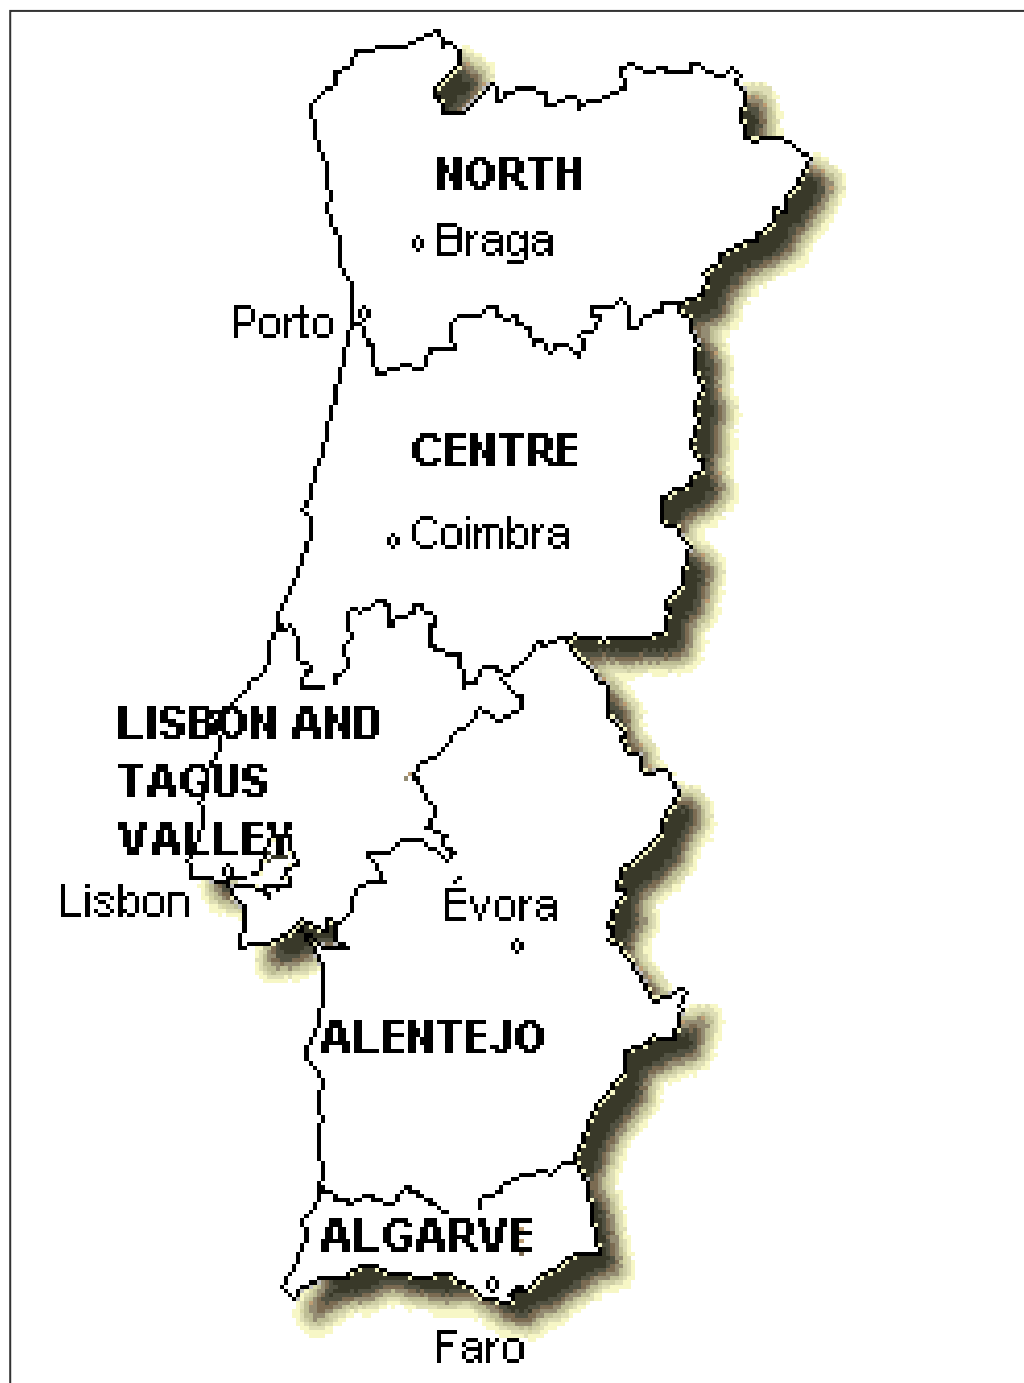 NORTH
Braga
Porto
CENTRE
Coimbra
LISBON AND
TAGUS
VALLEY
Lisbon
Évora
ALENTEJO
ALGARVE
Faro